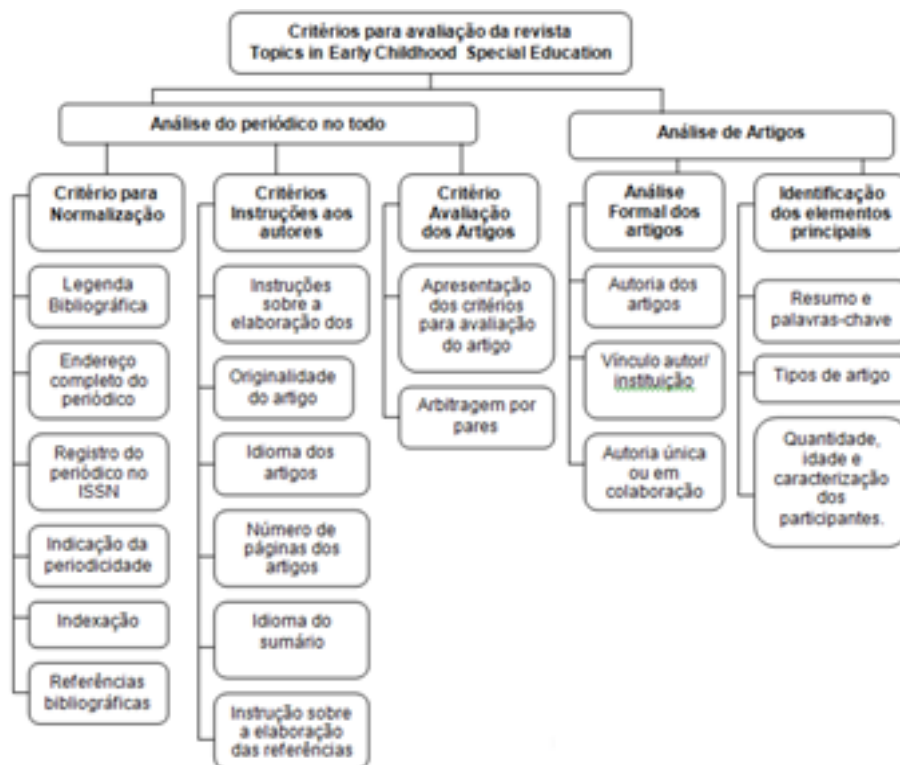 Critérios para avaliação da revista
Topics in Early Childhood Special Education
Análise do periódico no todo
Análise de Artigos
Critério para
Normalização
Legenda
Bibliográfica
Endereço
completo do
periódico
Registro do
periódico no
ISSN
Indicação da
periodicidade
Indexação
Referências
bibliográficas
Critérios
Instruções aos
autores
Instruções
sobre a
elaboração dos
Originalidade
do artigo
Idioma dos
artigos
Número de
páginas dos
artigos
Idioma do
sumário
Instrução sobre
a elaboração
das referências
Critério
Avaliação
dos Artigos
Apresentação
dos critérios
para avaliação
do artigo
Arbitragem por
pares
Análise
Formal dos
artigos
Autoria dos
artigos
Vínculo autor/
instituição
Autoria única
ou em
colaboração
Identificação
dos elementos
principais
Resumo e
palavras-chave
Tipos de artigo
Quantidade,
idade e
caracterização
dos
participantes.